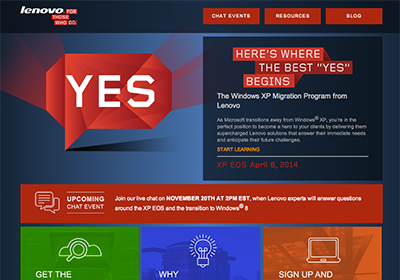 lenovo FOR THOSE WHO DO.
CHAT EVENTS
RESOURCES
BLOG
YES
HERE'S WHERE
THE BEST "YES"
BEGINS
The Windows XP Migration Program from
Lenovo
As Microsoft transitions away from Windows® XP, you're in the
perfect position to become a hero to your clients by delivering them
supercharged Lenovo solutions that answer their immediate needs
and anticipate their future challenges.
START LEARNING
XP EOS April 8, 2014
UPCOMING
CHAT EVENT
Join our live chat on NOVEMBER 20TH AT 2PM EST, when Lenovo experts will answer questions
around the XP EOS and the transition to Windows® 8
GET THE
WHY
SIGN UP AND